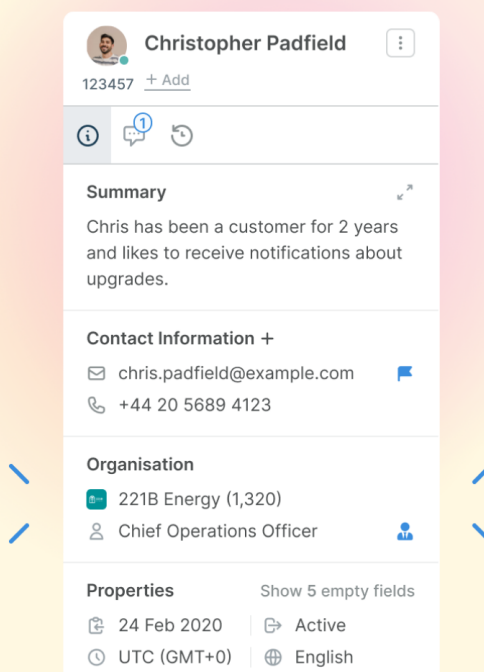 Christopher Padfield
123457 + Add
1
Summary
Chris has been a customer for 2 years
and likes to receive notifications about
upgrades.
Contact Information +
chris.padfield@example.com
+44 20 5689 4123
Organisation
221B Energy (1,320)
Chief Operations Officer
Properties Show 5 empty fields
24 Feb 2020 Active
UTC (GMT+0) English